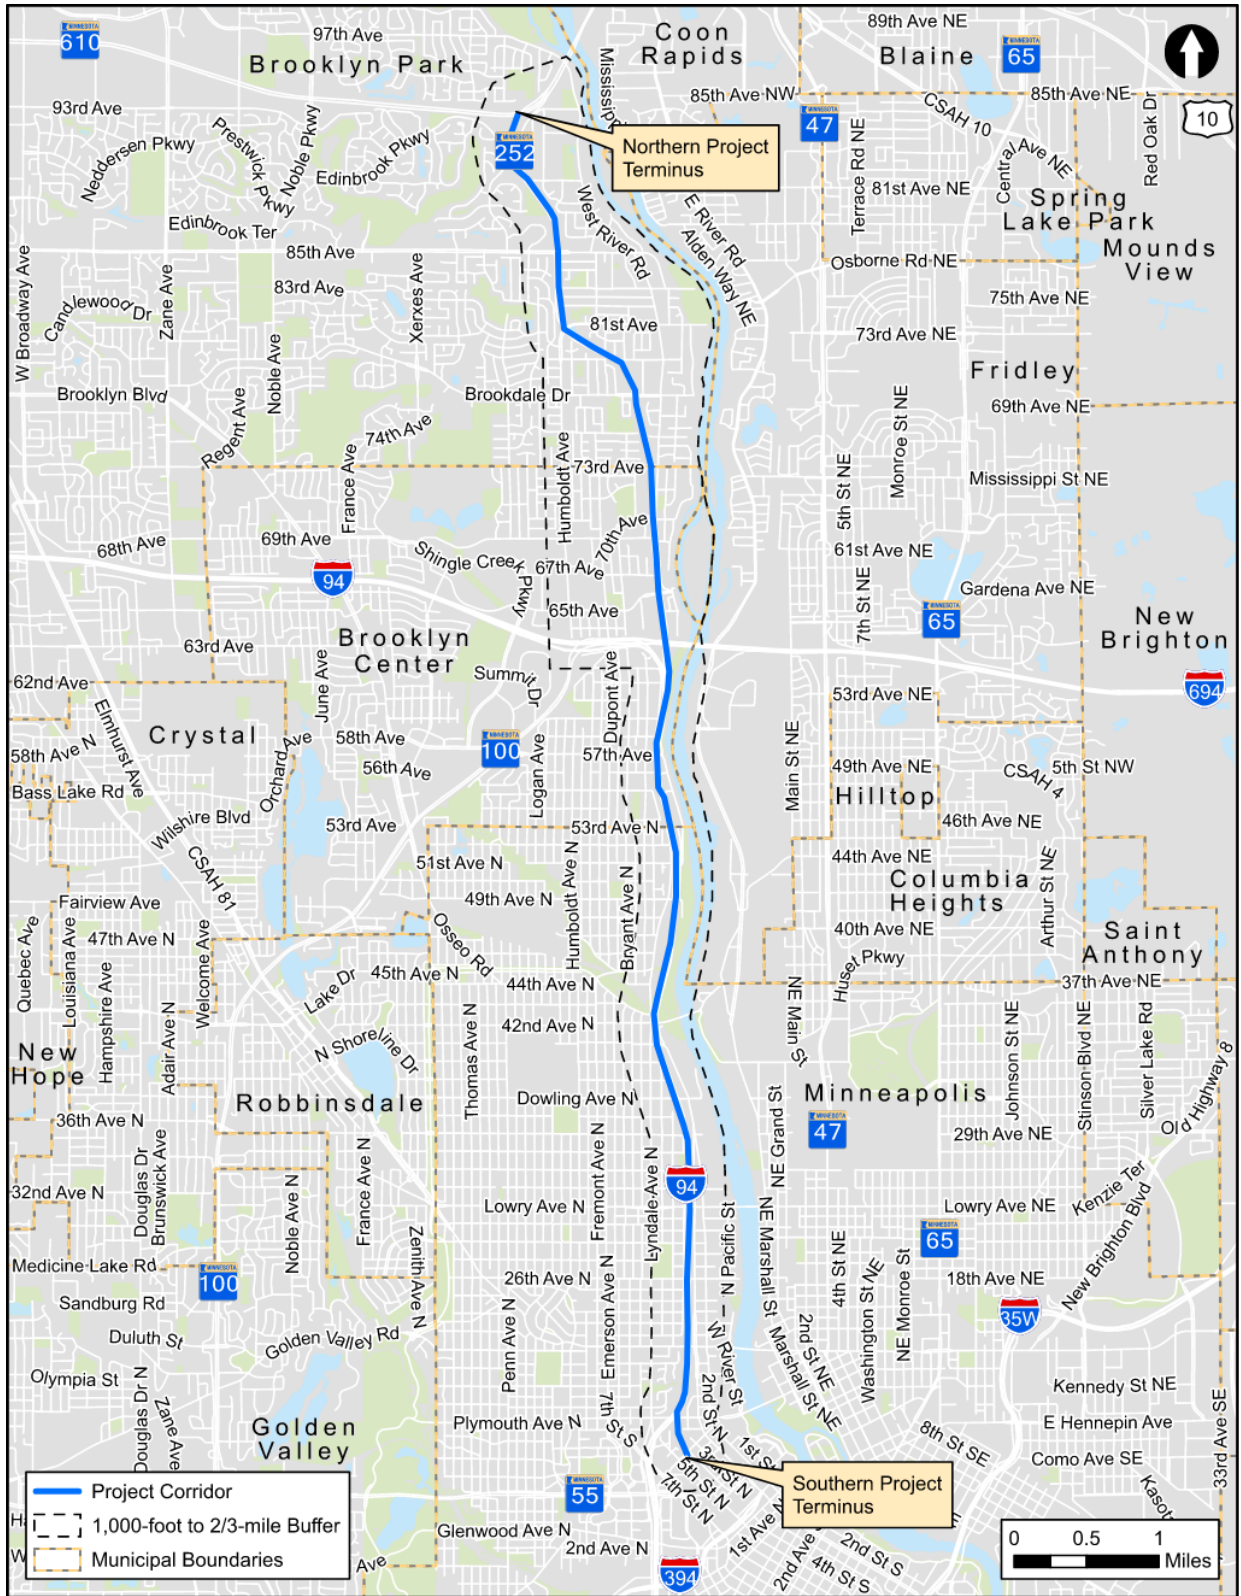 97th Ave
Coon
Rapids
89th Ave NE
Blaine
MINNESOTA
610
Brooklyn Park
MINNESOTA
65
85th Ave NW
85th Ave NE
93rd Ave
MINNESOTA
47
CSAH 10
10
Northern Project
Terminus
MINNESOTA
252
Neddersen Pkwy
Prestwick Pkwy
Noble Pkwy
Edinbrook Pkwy
Terrace Rd NE
Central Ave NE
Red Oak Dr
81st Ave NE
Spring
Lake Park
Edinbrook Ter
West River Rd
E River Rd
Alden Way NE
Mounds
View
85th Ave
Osborne Rd NE
83rd Ave
75th Ave NE
W Broadway Ave
Candlewood Dr
Zane Ave
Xerxes Ave
81st Ave
73rd Ave NE
Noble Ave
Fridley
Brooklyn Blvd
Brookdale Dr
69th Ave NE
Regent Ave
74th Ave
Monroe St NE
73rd Ave
Mississippi St NE
France Ave
Humboldt Ave
5th St NE
68th Ave
69th Ave
70th Ave
61st Ave NE
Shingle Creek Pkwy
67th Ave
94
Gardena Ave NE
65th Ave
7th St NE
MINNESOTA
65
New
Brighton
63rd Ave
Brooklyn
Center
Summit Dr
62nd Ave
June Ave
Dupont Ave
53rd Ave NE
694
Elmhurst Ave
Crystal
Orchard Ave
58th Ave
MINNESOTA
100
58th Ave N
57th Ave
Main St NE
56th Ave
Logan Ave
49th Ave NE
5th St NW
CSAH 4
Bass Lake Rd
Hilltop
Wilshire Blvd
53rd Ave
53rd Ave N
46th Ave NE
CSAH 81
51st Ave N
44th Ave NE
Columbia
Heights
Fairview Ave
49th Ave N
Humboldt Ave N
Bryant Ave N
Arthur St NE
Quebec Ave
Louisiana Ave
47th Ave N
Welcome Ave
Osseo Rd
40th Ave NE
Saint
Anthony
Hampshire Ave
Lake Dr
45th Ave N
Huset Pkwy
44th Ave N
37th Ave NE
42nd Ave N
New
Hope
Adair Ave N
N Shoreline Dr
Thomas Ave N
NE Main St
Johnson St NE
Stinson Blvd NE
Silver Lake Rd
Robbinsdale
Dowling Ave N
Minneapolis
Old Highway 8
36th Ave N
MINNESOTA
47
29th Ave NE
NE Grand St
Douglas Dr
Brunswick Ave
France Ave N
Fremont Ave N
Lyndale Ave N
94
32nd Ave N
Noble Ave N
Lowry Ave N
Lowry Ave NE
Kenzie Ter
New Brighton Blvd
Zenith Ave N
N Pacific St
NE Marshall St
4th St NE
MINNESOTA
65
Medicine Lake Rd
MINNESOTA
100
26th Ave N
18th Ave NE
Washington St NE
NE Monroe St
Sandburg Rd
Emerson Ave N
35W
Duluth St
Golden Valley Rd
W River St
Marshall St NE
2nd St NE
Olympia St
Penn Ave N
Kennedy St NE
Douglas Dr N
Zane Ave
Golden
Valley
Plymouth Ave N
7th St S
2nd St N
8th St SE
E Hennepin Ave
33rd Ave SE
1st St
3rd St N
5th St N
7th St N
Como Ave SE
Southern Project
Terminus
MINNESOTA
55
Glenwood Ave N
1st Ave N
2nd St S
2nd Ave N
2nd Ave
4th St S
394
Ave
Project Corridor
1,000-foot to 2/3-mile Buffer
Municipal Boundaries
0 0.5 1
Miles